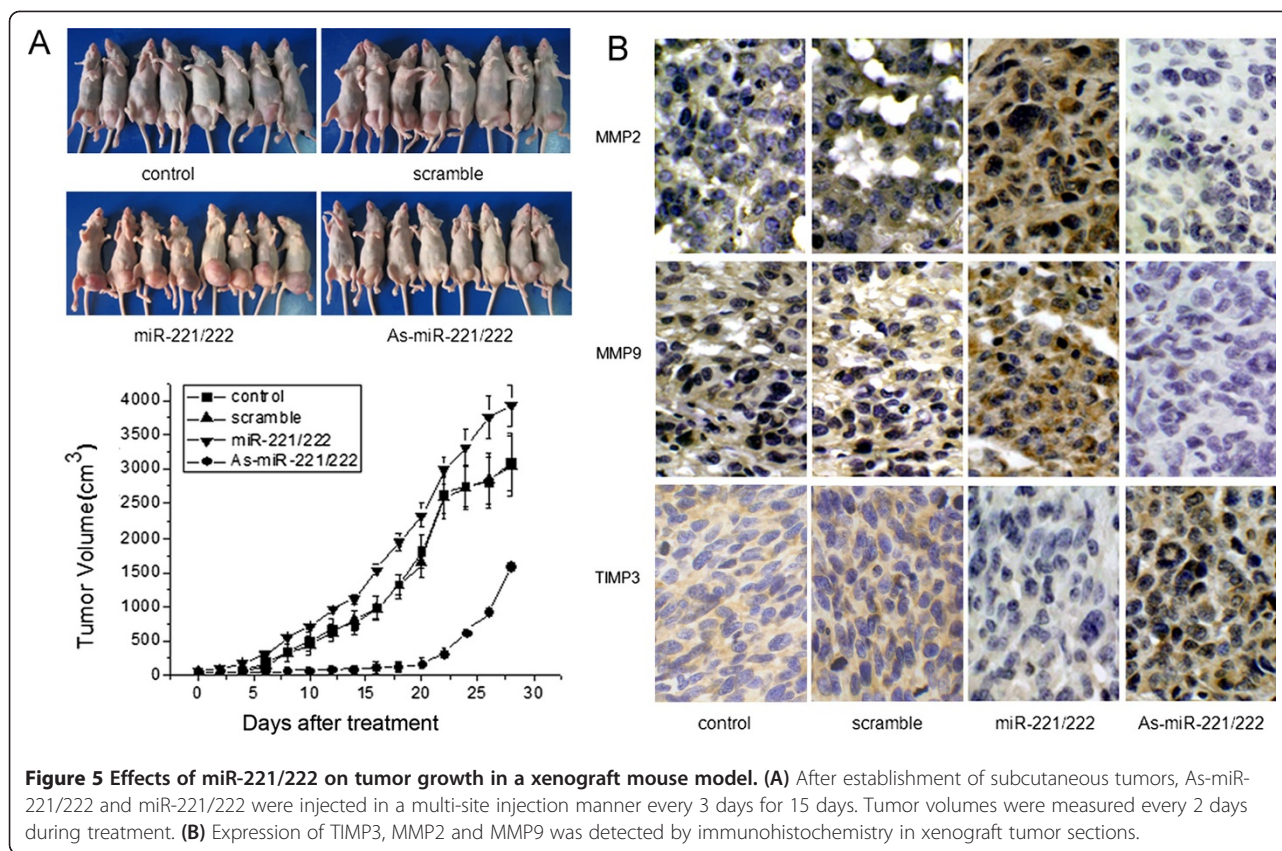 A
control
scramble
miR-221/222
As-miR-221/222
control
scramble
miR-221/222
As-miR-221/222
Tumor Volume(cm3)
4000
3500
3000
2500
2000
1500
1000
500
0
0 5 10 15 20 25 30
Days after treatment
B
MMP2
MMP9
TIMP3
control
scramble
miR-221/222
As-miR-221/222
Figure 5 Effects of miR-221/222 on tumor growth in a xenograft mouse model. (A) After establishment of subcutaneous tumors, As-miR-
221/222 and miR-221/222 were injected in a multi-site injection manner every 3 days for 15 days. Tumor volumes were measured every 2 days
during treatment. (B) Expression of TIMP3, MMP2 and MMP9 was detected by immunohistochemistry in xenograft tumor sections.